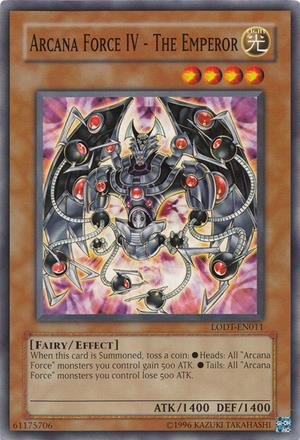 ARCANA FORCE IV - THE EMPEROR
LIGHT
光
LODT-EN011
[FAIRY/EFFECT]
When this card is Summoned, toss a coin: ● Heads: All "Arcana
Force" monsters you control gain 500 ATK. ● Tails: All "Arcana
Force" monsters you control lose 500 ATK.
ATK/1400 DEF/1400
61175706 ©1996 KAZUKI TAKAHASHI